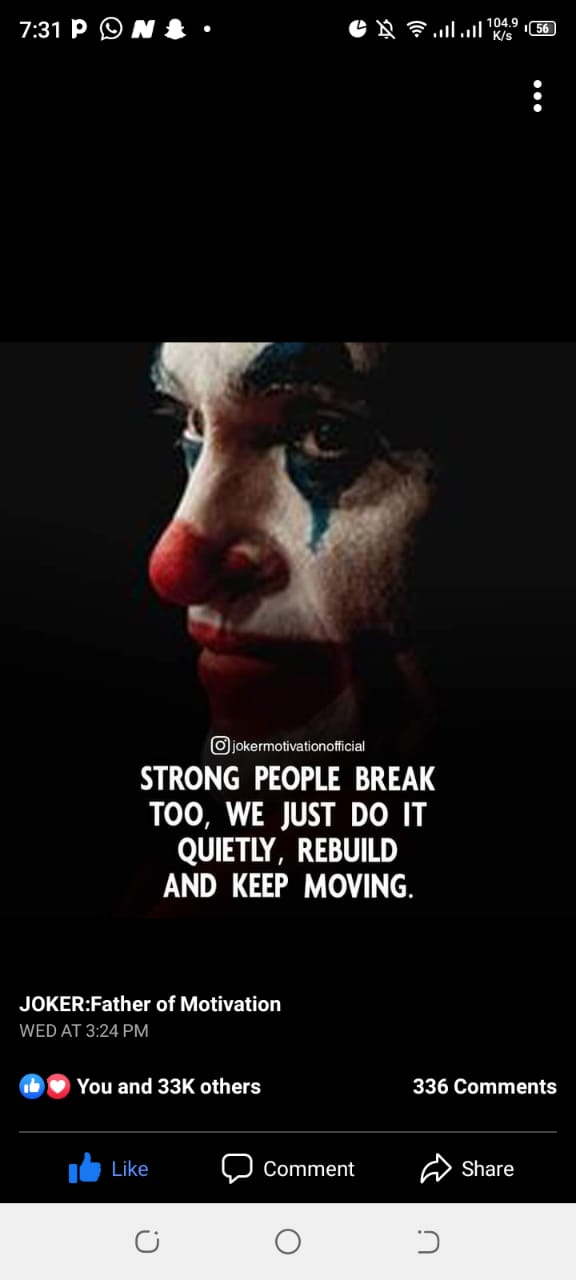 7:31
104.9
K/s
56
jokermotivationofficial
STRONG PEOPLE BREAK
TOO, WE JUST DO IT
QUIETLY, REBUILD
AND KEEP MOVING.
JOKER:Father of Motivation
WED AT 3:24 PM
You and 33K others
336 Comments
Like
Comment
Share